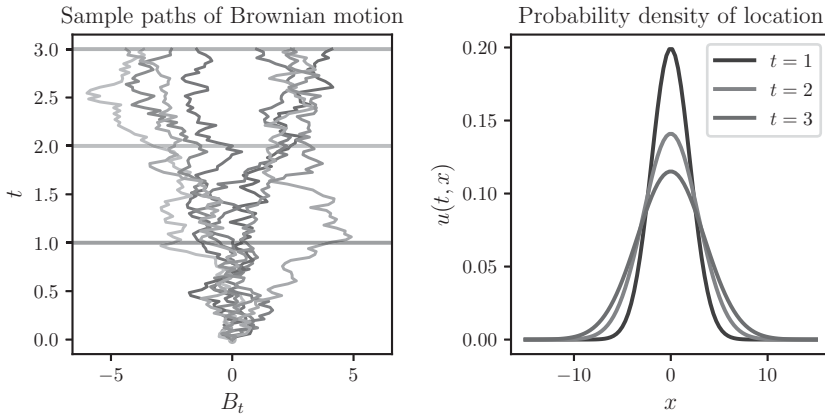 Sample paths of Brownian motion
3.0
2.5
2.0
1.5
1.0
0.5
0.0
t
−5 0 5
B_t
Probability density of location
0.20
0.15
0.10
0.05
0.00
u(t, x)
t = 1
t = 2
t = 3
−10 0 10
x